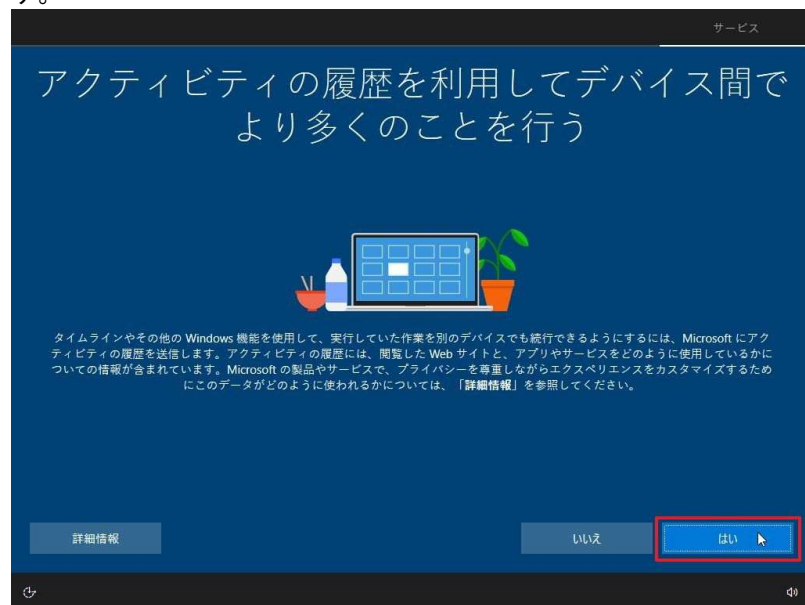 す。
サービス
アクティビティの履歴を利用してデバイス間で
より多くのことを行う
タイムラインやその他の Windows 機能を使用して、実行していた作業を別のデバイスでも続行できるようにするには、Microsoft にアク
ティビティの履歴を送信します。アクティビティの履歴には、閲覧した Web サイトと、アプリやサービスをどのように使用しているかに
ついての情報が含まれています。Microsoft の製品やサービスで、プライバシーを尊重しながらエクスペリエンスをカスタマイズするため
にこのデータがどのように使われるかについては、「詳細情報」を参照してください。
詳細情報
いいえ
はい